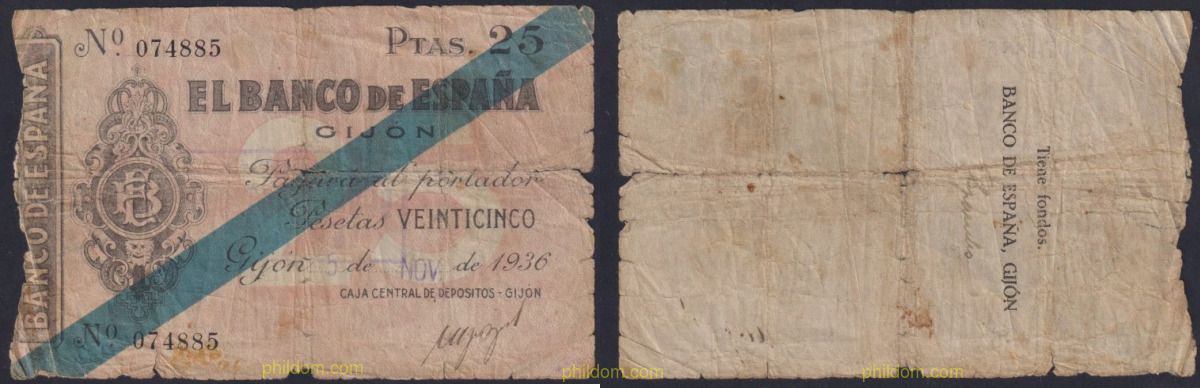 BANCO DE ESPAÑA
Nº 074885
PTAS. 25
EL BANCO DE ESPAÑA
GIJÓN
25
Pagará al portador
Pesetas VEINTICINCO
Gijón 5 de NOV. de 1936
CAJA CENTRAL DE DEPOSITOS - GIJÓN
Nº 074885
Tiene fondos.
BANCO DE ESPAÑA, GIJÓN
phildom.com
phildom.com
phildom.com
phildom.com